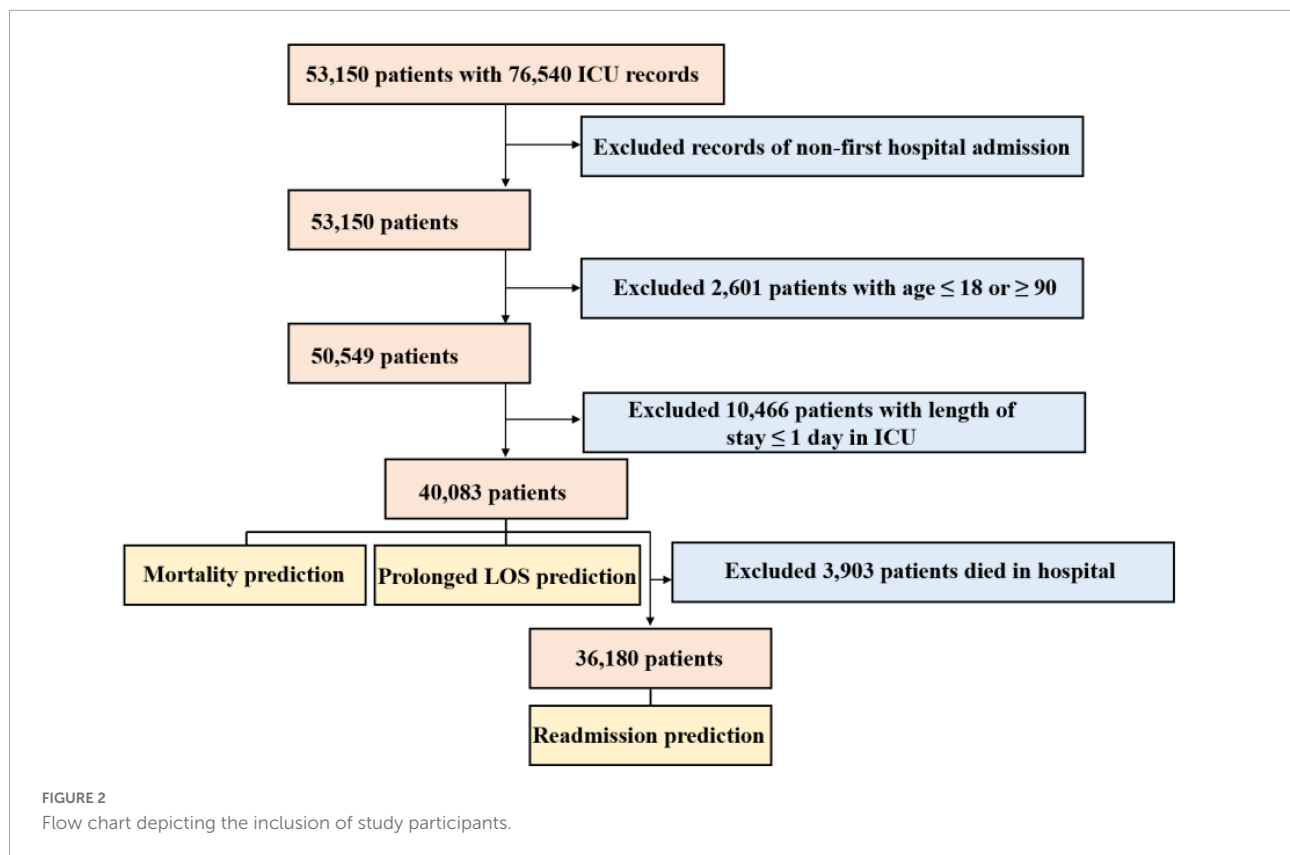 53,150 patients with 76,540 ICU records
Excluded records of non-first hospital admission
53,150 patients
Excluded 2,601 patients with age ≤ 18 or ≥ 90
50,549 patients
Excluded 10,466 patients with length of
stay ≤ 1 day in ICU
40,083 patients
Mortality prediction
Prolonged LOS prediction
Excluded 3,903 patients died in hospital
36,180 patients
Readmission prediction
FIGURE 2
Flow chart depicting the inclusion of study participants.